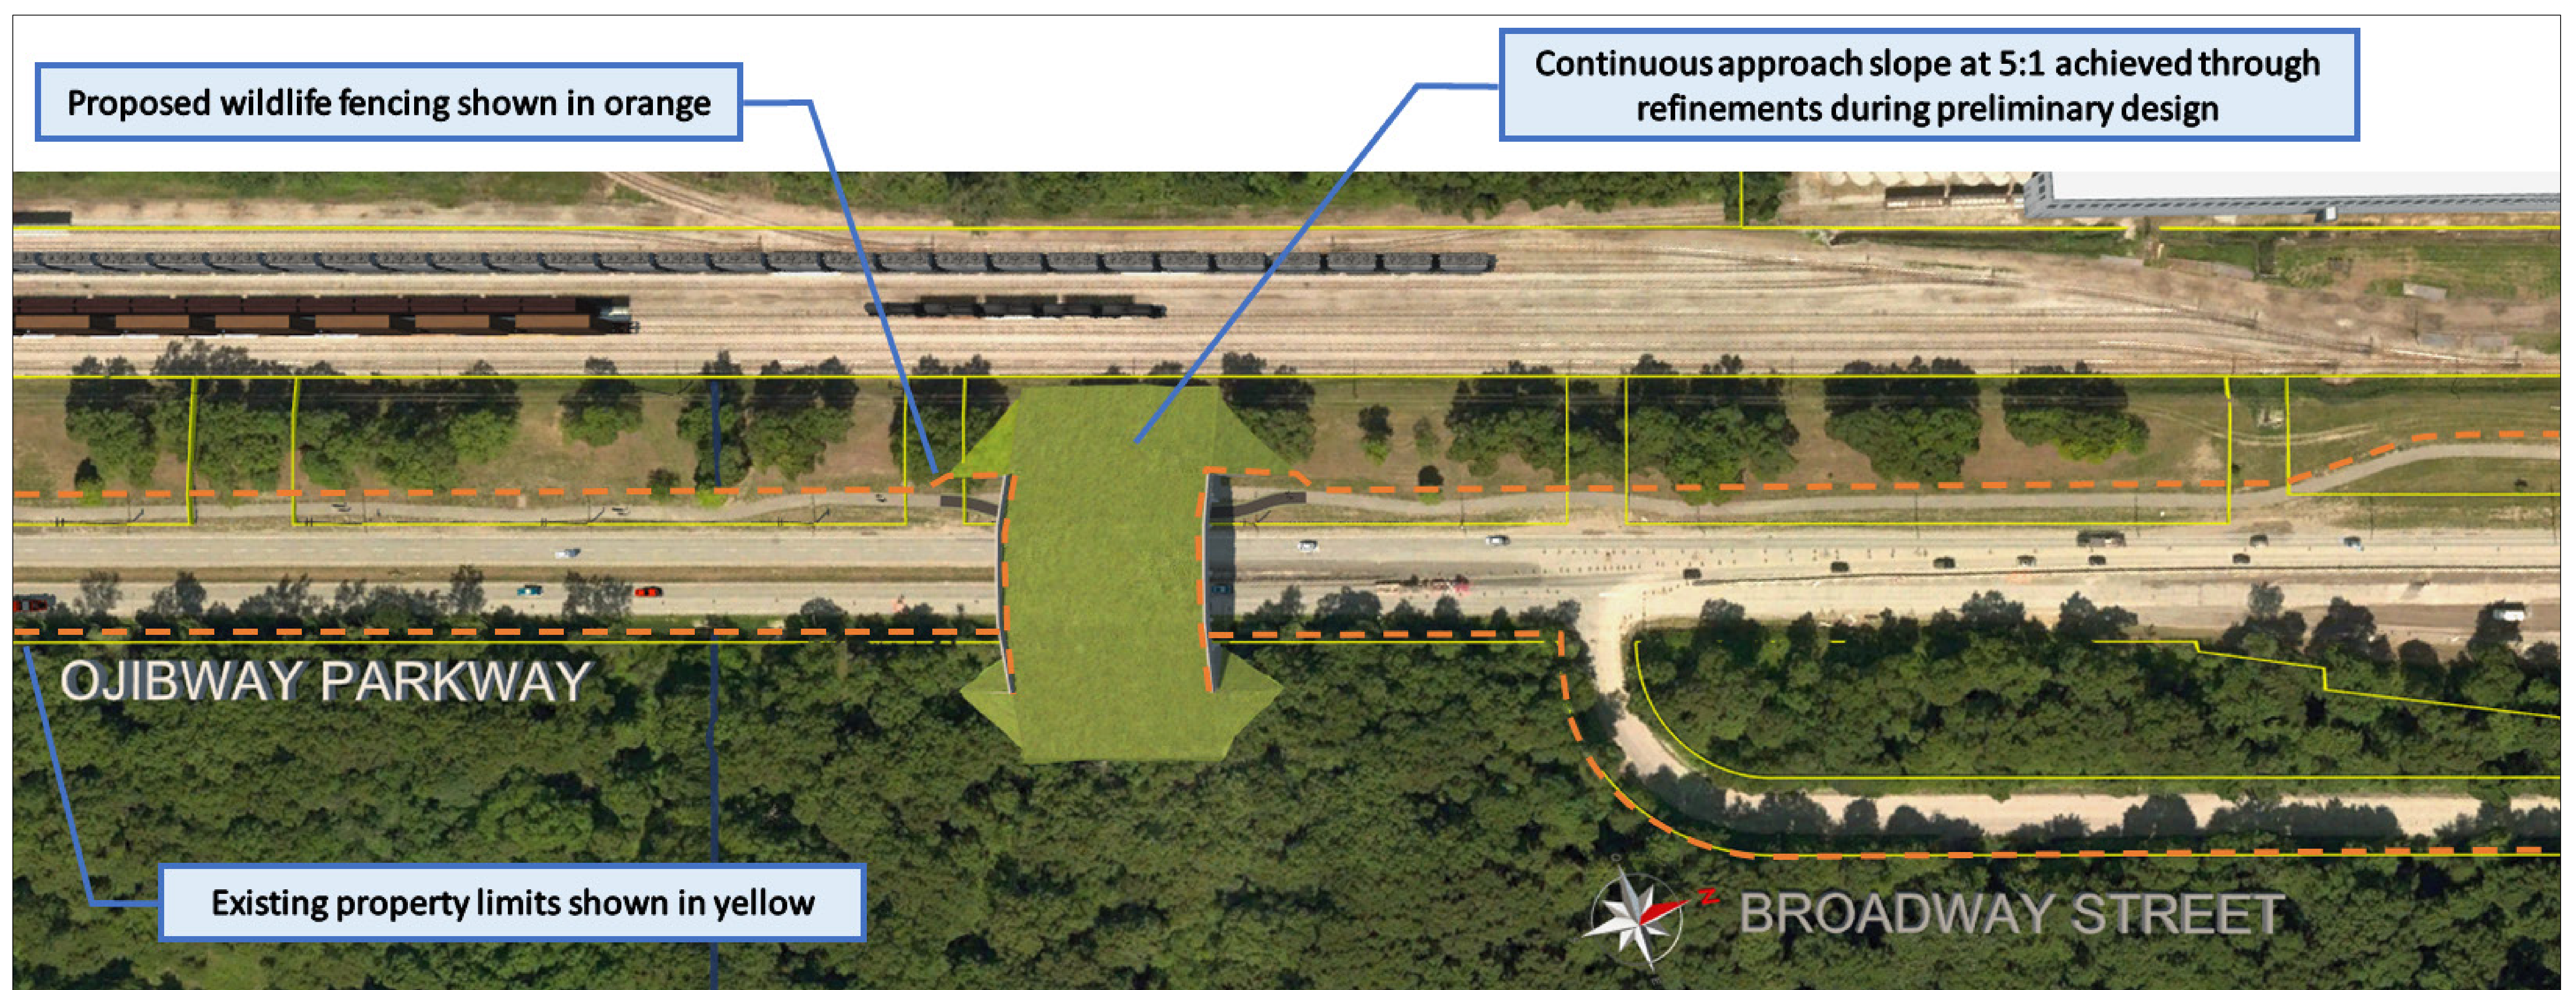 Continuous approach slope at 5:1 achieved through
refinements during preliminary design
Proposed wildlife fencing shown in orange
OJIBWAY PARKWAY
Existing property limits shown in yellow
N
BROADWAY STREET